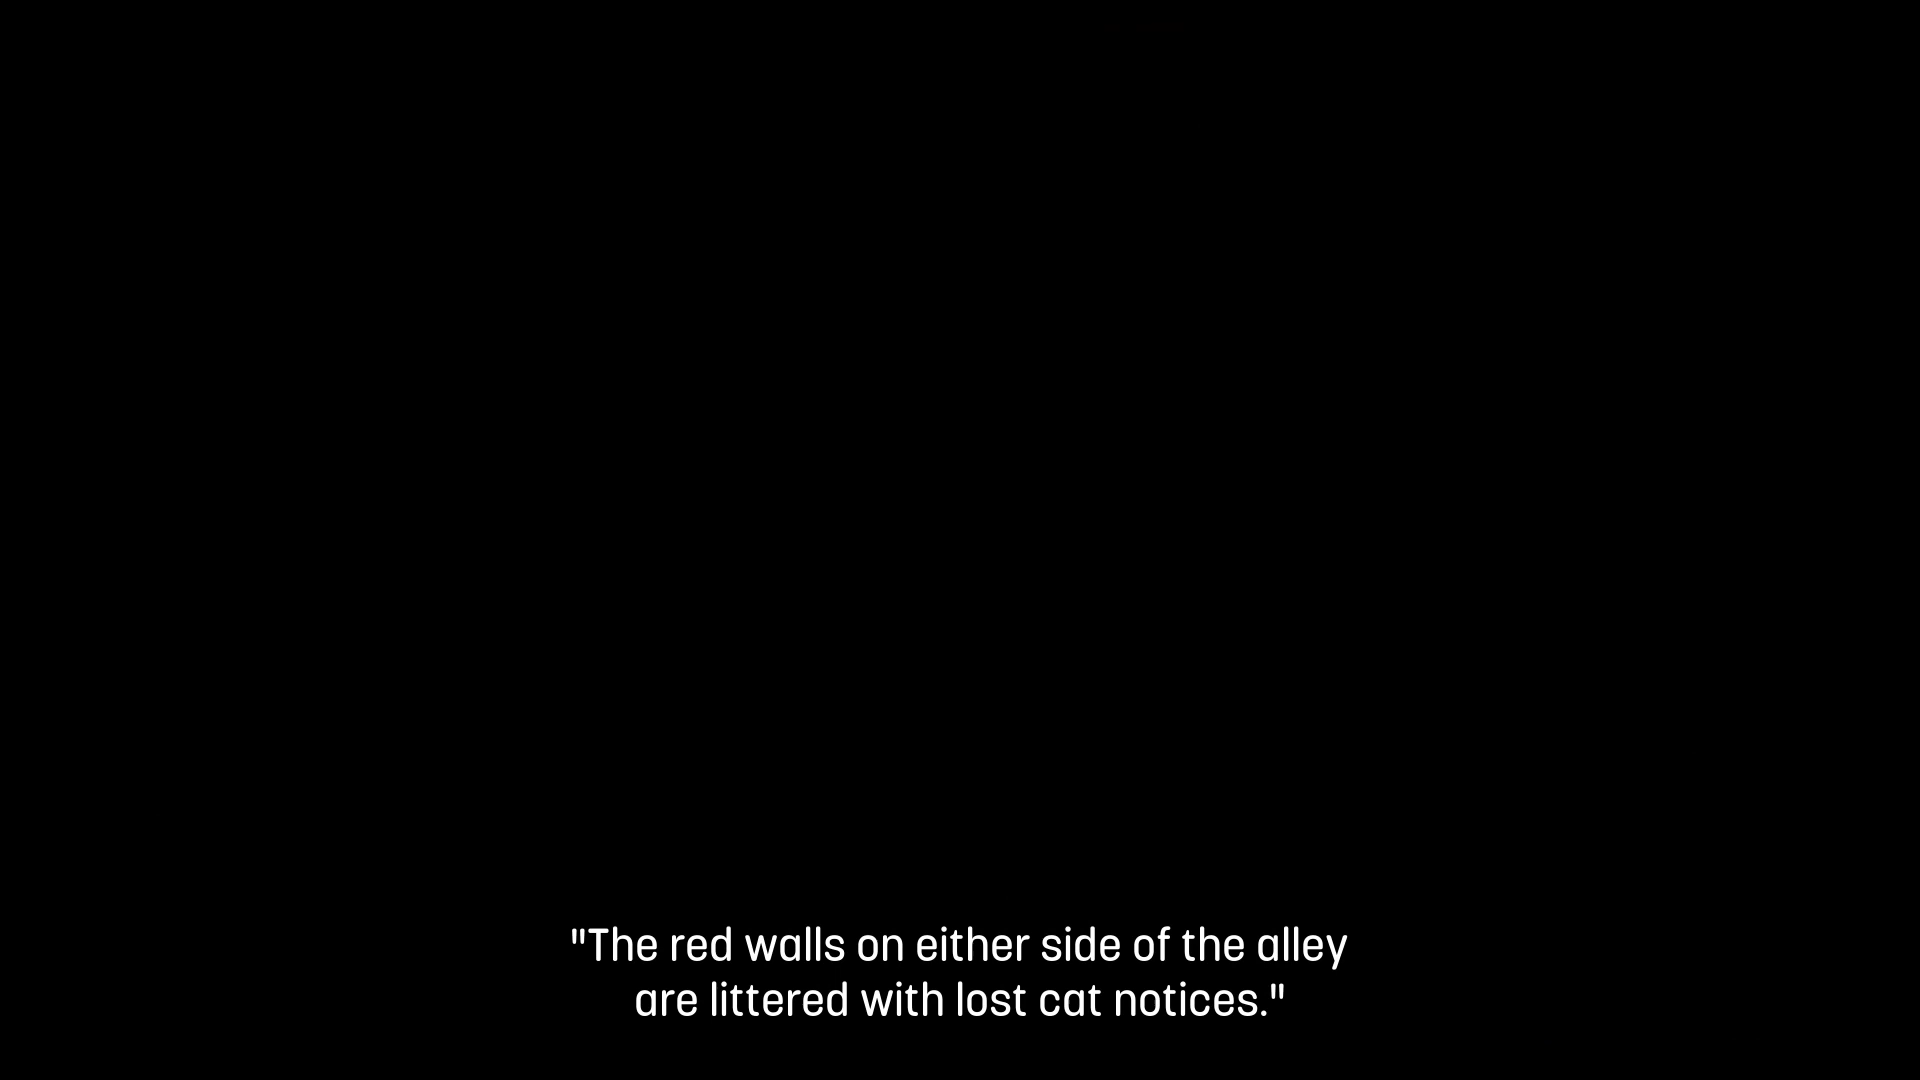 "The red walls on either side of the alley
are littered with lost cat notices."